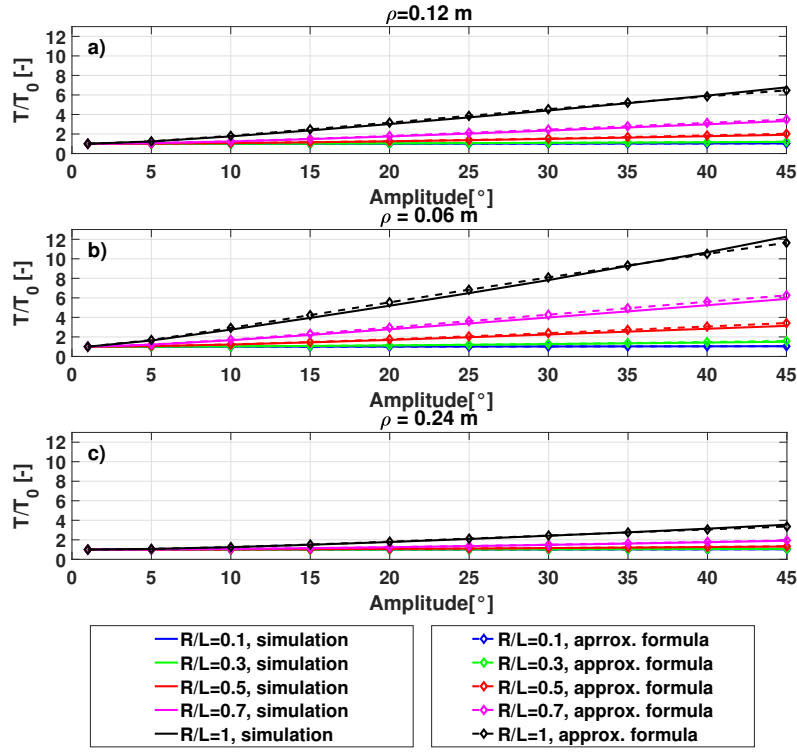 ρ=0.12 m
a)
T/T0 [-]
12
10
8
6
4
2
0
0 5 10 15 20 25 30 35 40 45
Amplitude[°]
ρ = 0.06 m
b)
T/T0 [-]
12
10
8
6
4
2
0
0 5 10 15 20 25 30 35 40 45
Amplitude[°]
ρ = 0.24 m
c)
T/T0 [-]
12
10
8
6
4
2
0
0 5 10 15 20 25 30 35 40 45
Amplitude[°]
R/L=0.1, simulation
R/L=0.3, simulation
R/L=0.5, simulation
R/L=0.7, simulation
R/L=1, simulation
R/L=0.1, aprrox. formula
R/L=0.3, approx. formula
R/L=0.5, approx. formula
R/L=0.7, approx. formula
R/L=1, approx. formula